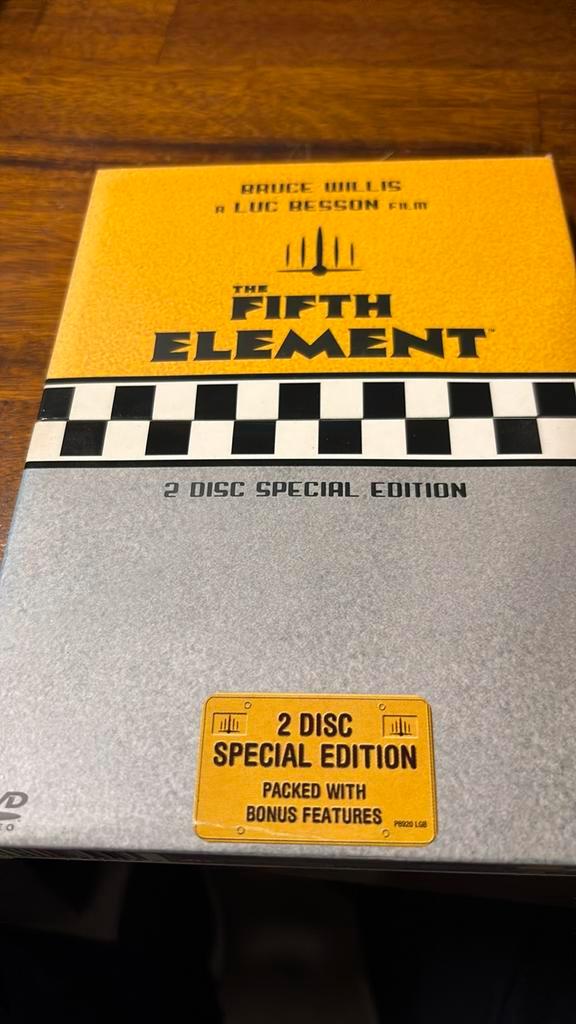 BRUCE WILLIS
A LUC BESSON FILM
THE
FIFTH
ELEMENT™
2 DISC SPECIAL EDITION
2 DISC
SPECIAL EDITION
PACKED WITH
BONUS FEATURES
P8920 LGB